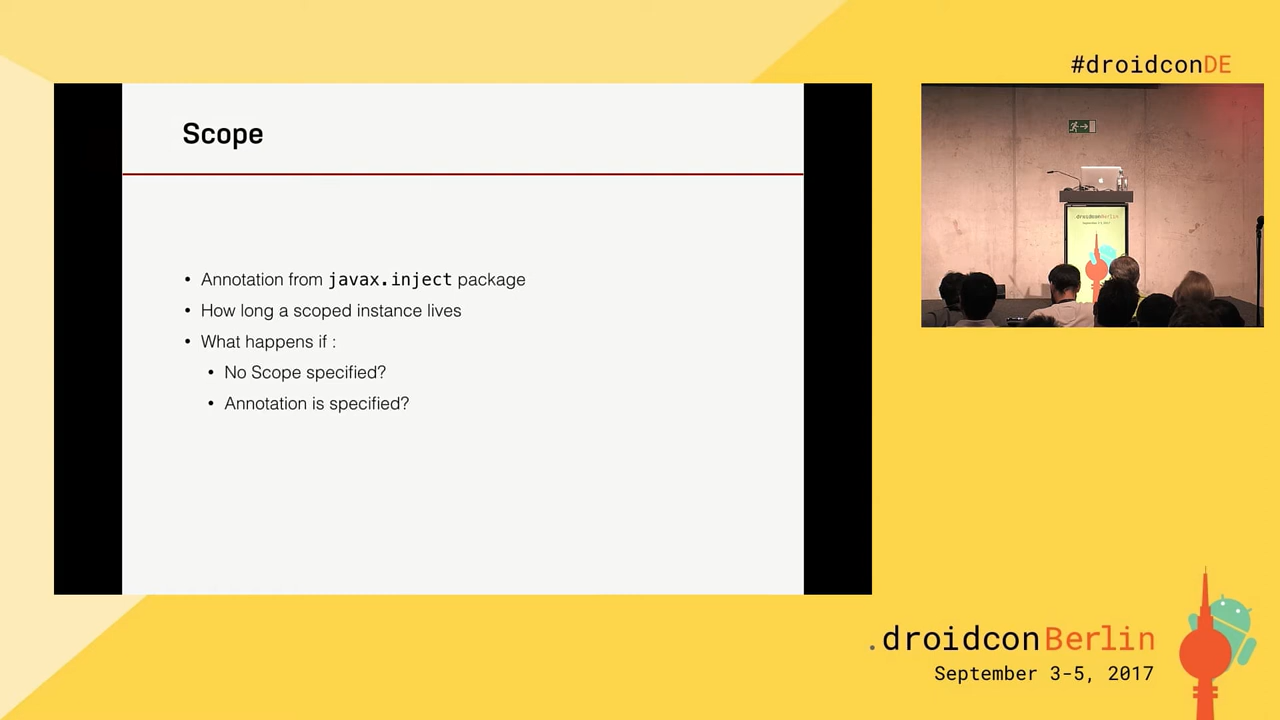 #droidconDE
Scope
• Annotation from javax.inject package
• How long a scoped instance lives
• What happens if :
• No Scope specified?
• Annotation is specified?
.droidconBerlin
.droidconBerlin
September 3-5, 2017